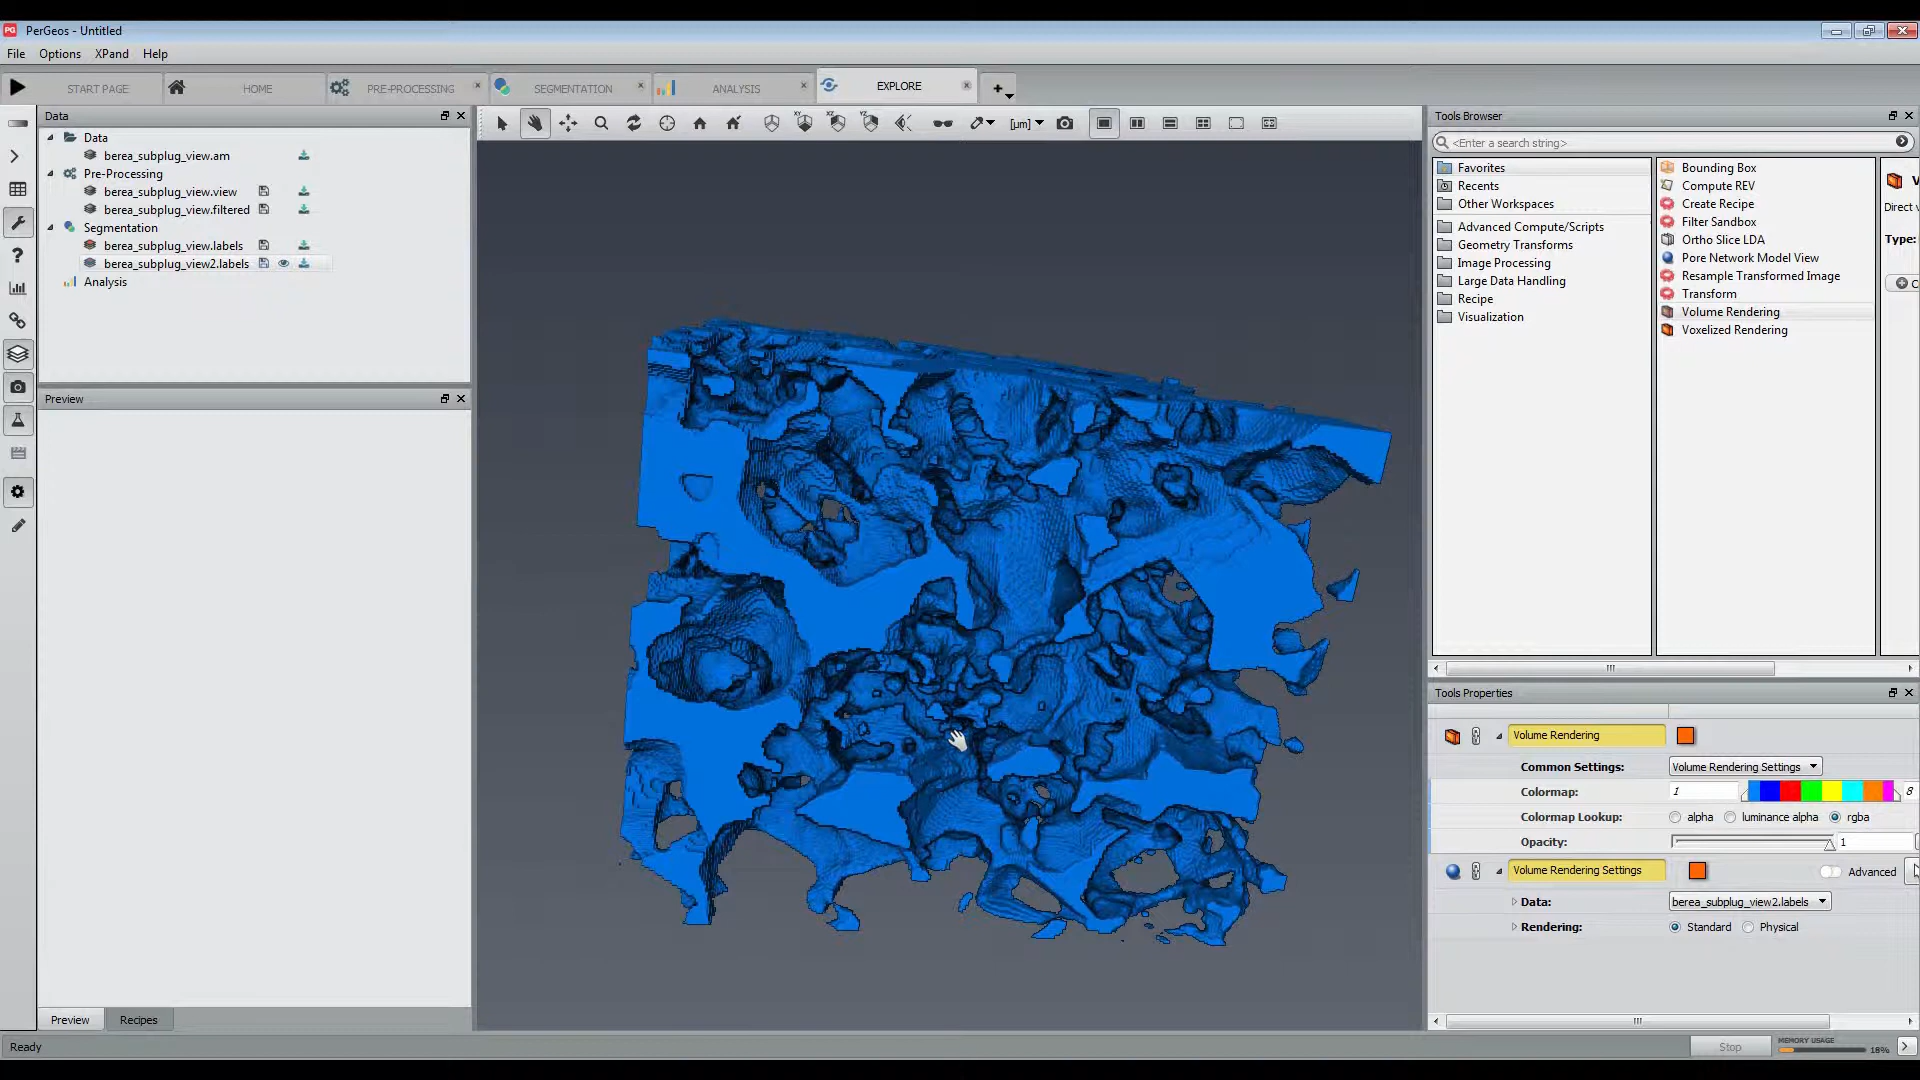 PG PerGeos - Untitled
File Options XPand Help
START PAGE HOME PRE-PROCESSING SEGMENTATION ANALYSIS EXPLORE
Data
Data
berea_subplug_view.am
Pre-Processing
berea_subplug_view.view
berea_subplug_view.filtered
Segmentation
berea_subplug_view.labels
berea_subplug_view2.labels
Analysis
Preview
Preview Recipes
Ready
XY XZ YZ [µm]
Tools Browser
<Enter a search string>
Favorites
Recents
Other Workspaces
Advanced Compute/Scripts
Geometry Transforms
Image Processing
Large Data Handling
Recipe
Visualization
Bounding Box
Compute REV
Create Recipe
Filter Sandbox
Ortho Slice LDA
Pore Network Model View
Resample Transformed Image
Transform
Volume Rendering
Voxelized Rendering
V
Direct v
Type:
C
Tools Properties
Volume Rendering
Common Settings: Volume Rendering Settings
Colormap: 1 8
Colormap Lookup: alpha luminance alpha rgba
Opacity: 1
Volume Rendering Settings Advanced
Data: berea_subplug_view2.labels
Rendering: Standard Physical
Stop MEMORY USAGE 18%